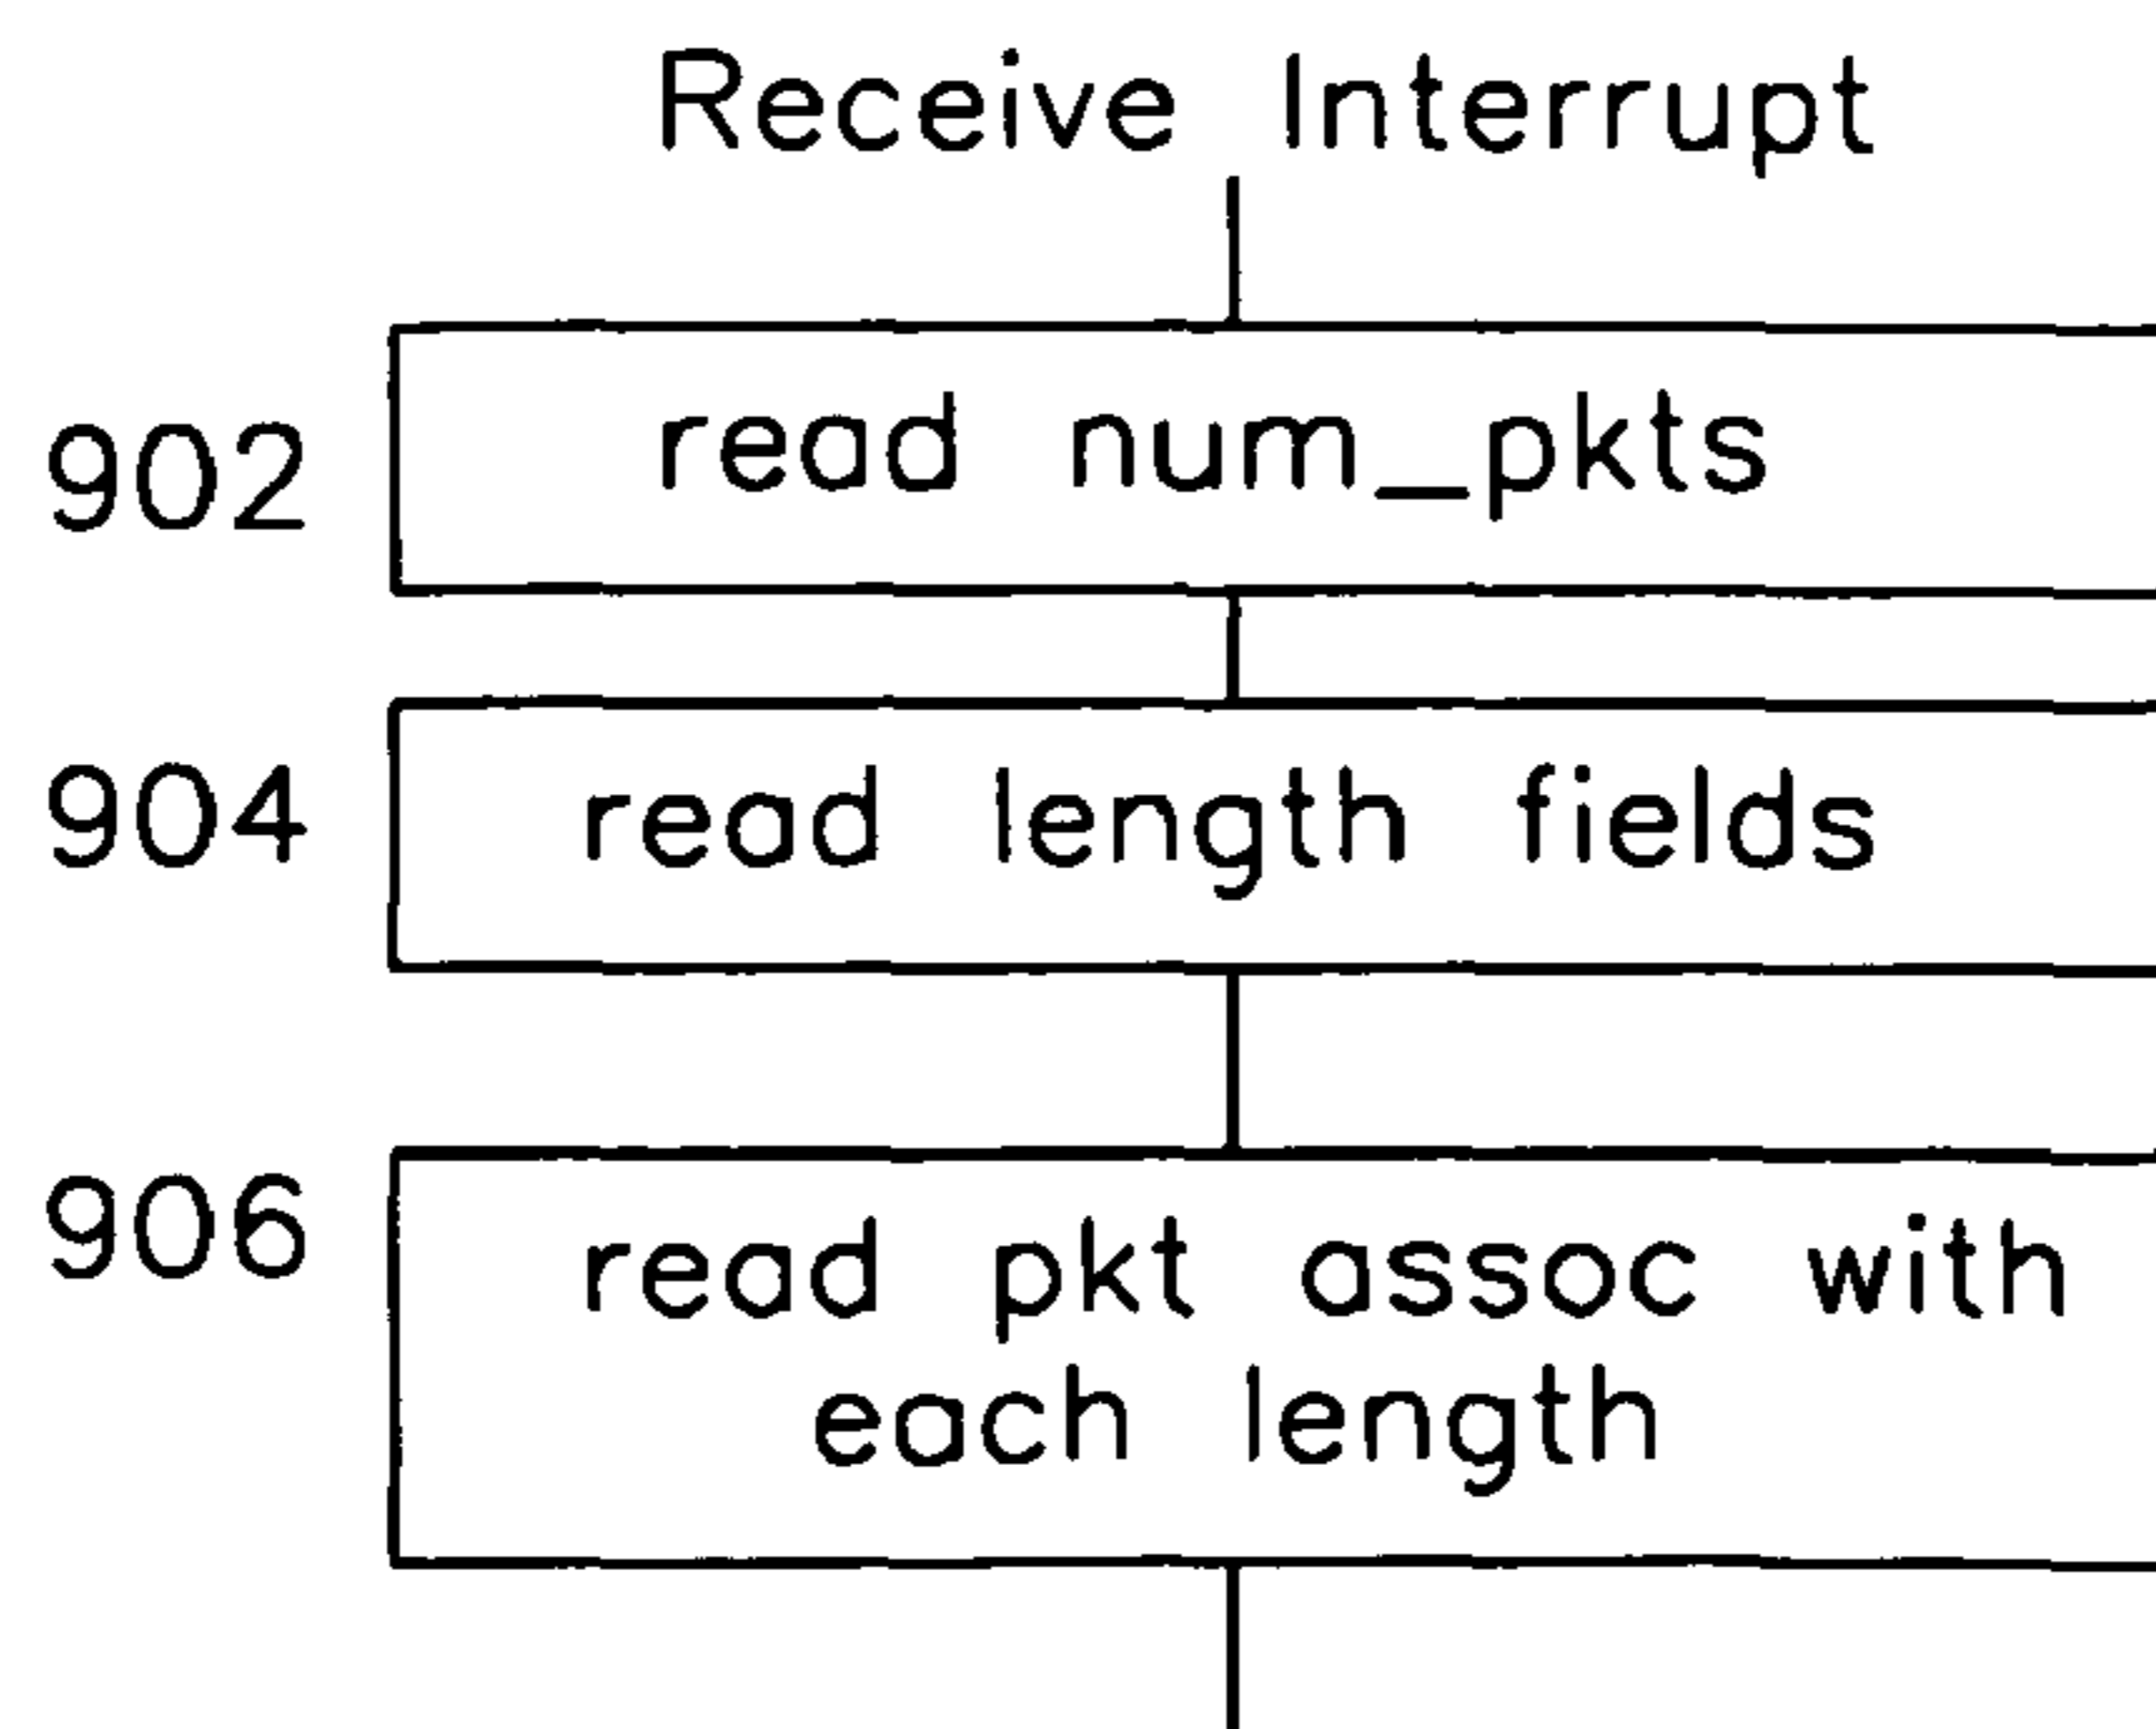 Receive Interrupt
902
read num_pkts
904
read length fields
906
read pkt assoc with
each length